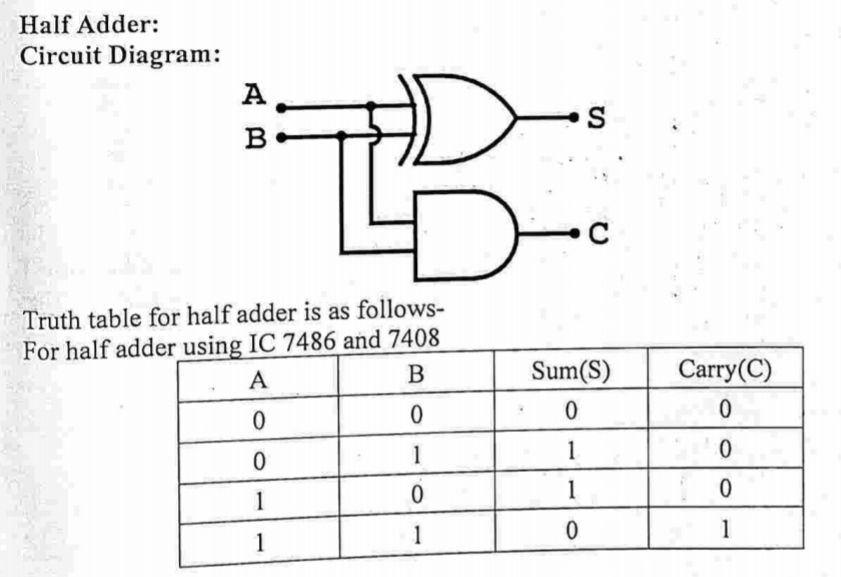 Half Adder:
Circuit Diagram:
A
B
S
C
Truth table for half adder is as follows-
For half adder using IC 7486 and 7408
A B Sum(S) Carry(C)
0 0 0 0
0 1 1 0
1 0 1 0
1 1 0 1